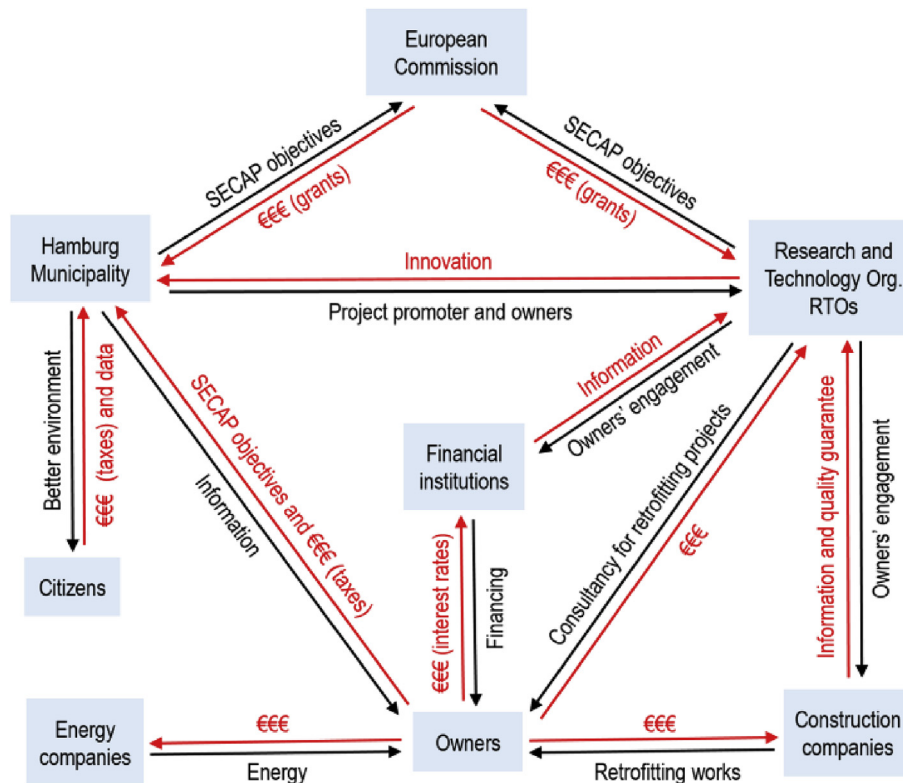 European
Commission
SECAP objectives
€€€ (grants)
SECAP objectives
€€€ (grants)
Hamburg
Municipality
Innovation
Project promoter and owners
Research and
Technology Org.
RTOs
Better environment
€€€ (taxes) and data
SECAP objectives and €€€ (taxes)
Information
Information
Owners' engagement
Financial
institutions
Consultancy for retrofitting projects
€€€
Information and quality guarantee
Owners' engagement
Citizens
€€€ (interest rates)
Financing
Energy
companies
€€€
Energy
Owners
€€€
Retrofitting works
Construction
companies